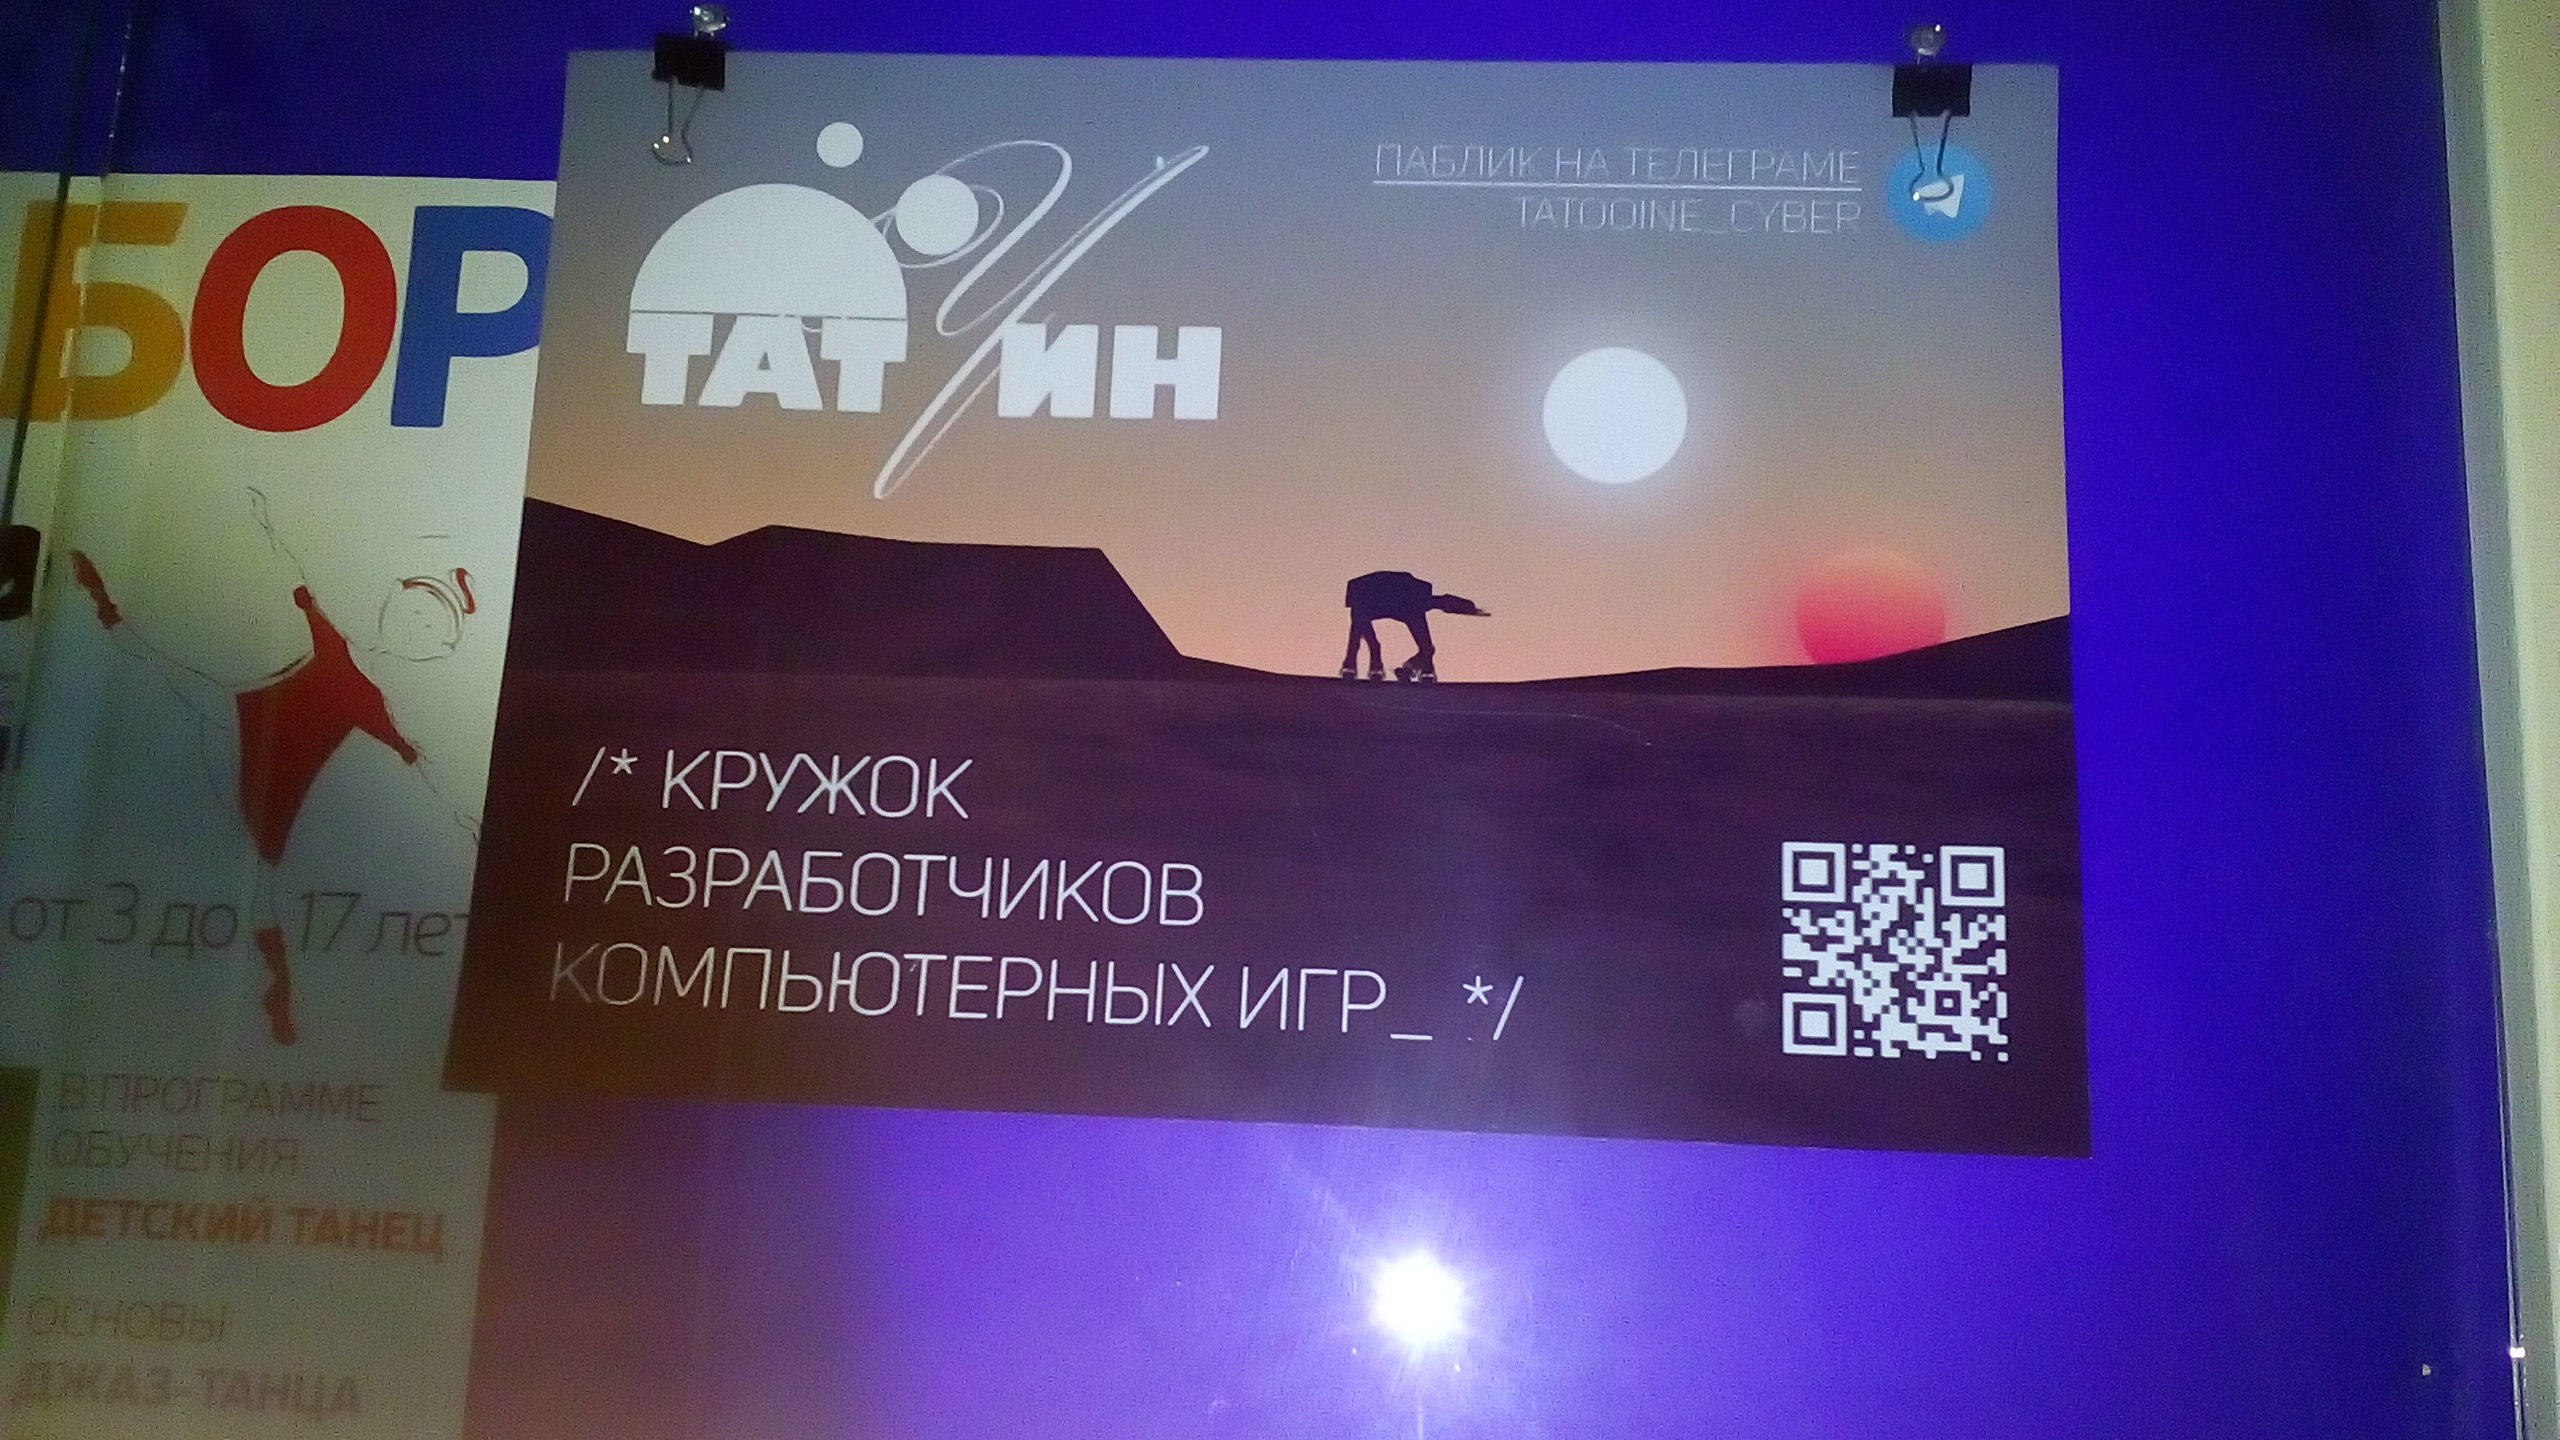 БОР
от 3 до 17 лет
В ПРОГРАММЕ
ОБУЧЕНИЯ
ДЕТСКИЙ ТАНЕЦ
ОСНОВЫ
ДЖАЗ-ТАНЦА
ТАТУИН
ПАБЛИК НА ТЕЛЕГРАМЕ
TATOOINE_CYBER
/* КРУЖОК
РАЗРАБОТЧИКОВ
КОМПЬЮТЕРНЫХ ИГР_ */